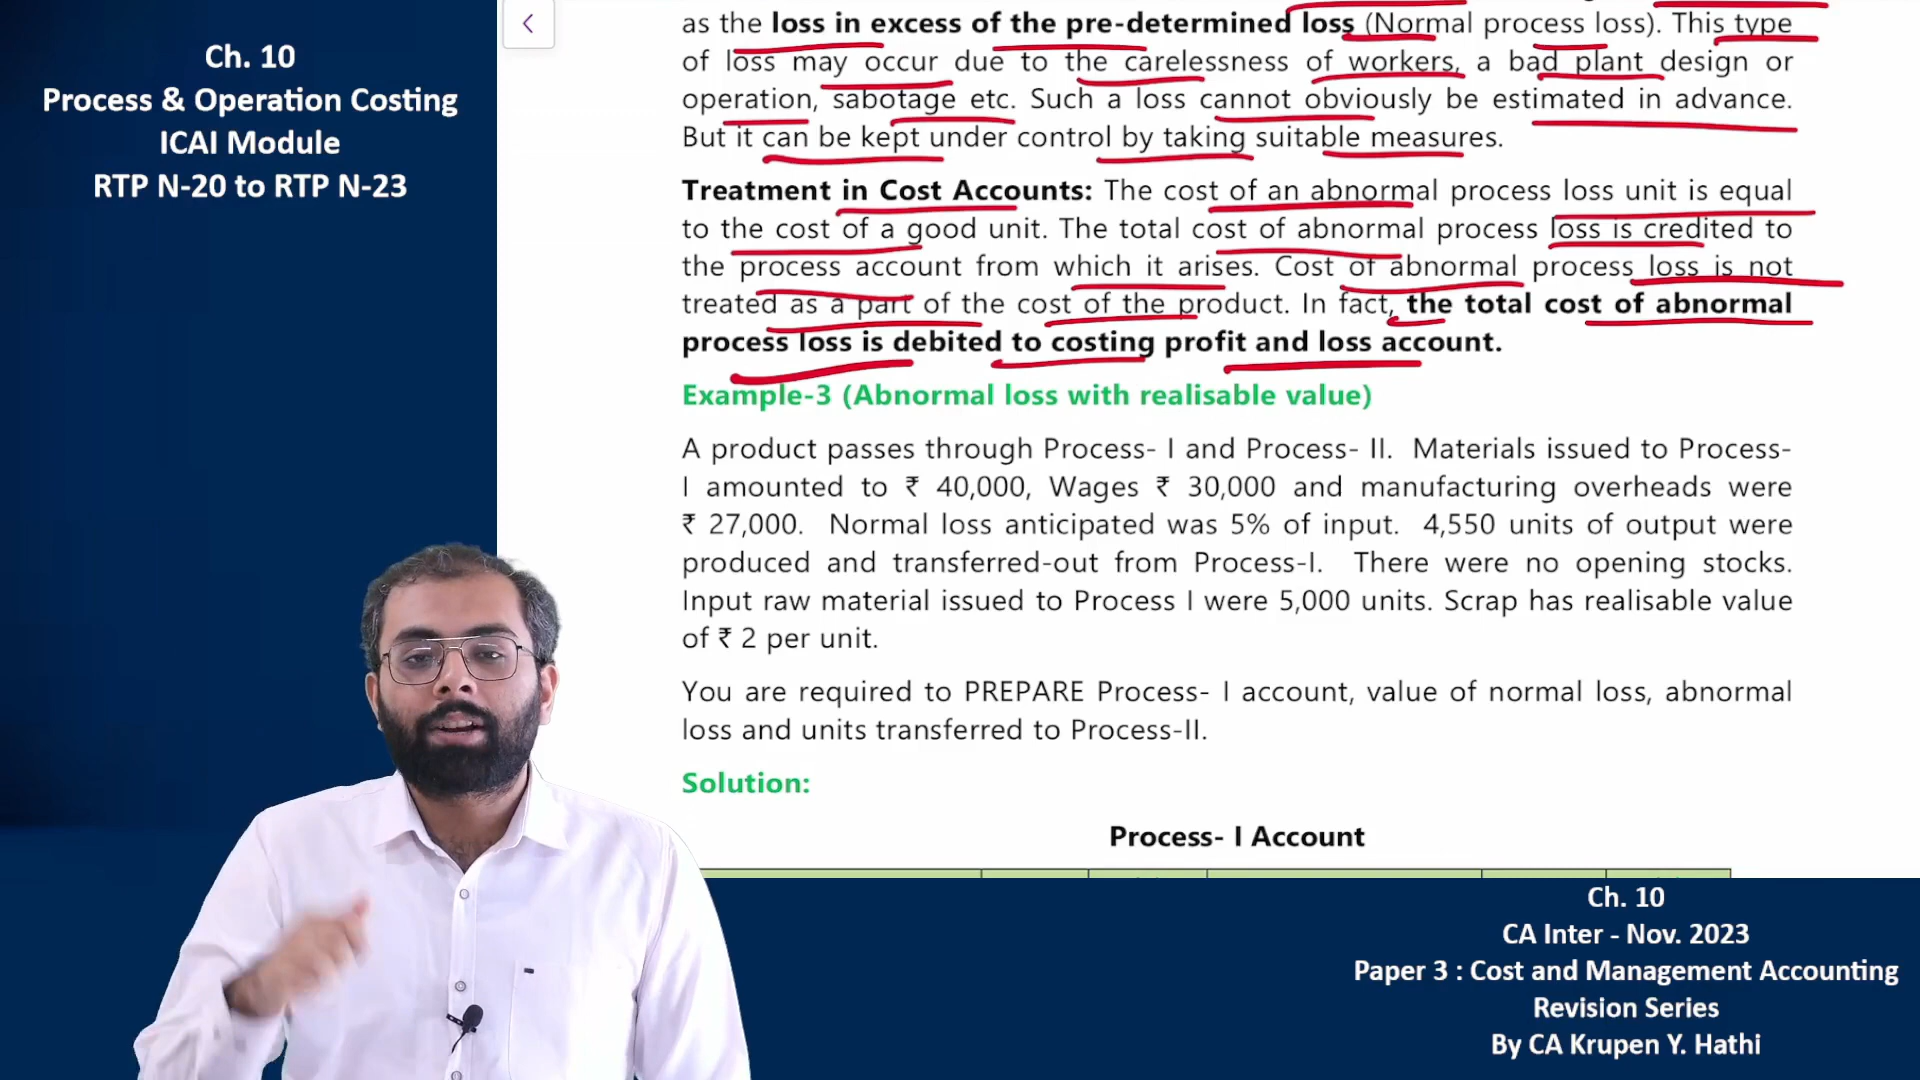 Ch. 10
Process & Operation Costing
ICAI Module
RTP N-20 to RTP N-23
as the loss in excess of the pre-determined loss (Normal process loss). This type
of loss may occur due to the carelessness of workers, a bad plant design or
operation, sabotage etc. Such a loss cannot obviously be estimated in advance.
But it can be kept under control by taking suitable measures.
Treatment in Cost Accounts: The cost of an abnormal process loss unit is equal
to the cost of a good unit. The total cost of abnormal process loss is credited to
the process account from which it arises. Cost of abnormal process loss is not
treated as a part of the cost of the product. In fact, the total cost of abnormal
process loss is debited to costing profit and loss account.
Example-3 (Abnormal loss with realisable value)
A product passes through Process- I and Process- II. Materials issued to Process-
I amounted to ₹ 40,000, Wages ₹ 30,000 and manufacturing overheads were
₹ 27,000. Normal loss anticipated was 5% of input. 4,550 units of output were
produced and transferred-out from Process-I. There were no opening stocks.
Input raw material issued to Process I were 5,000 units. Scrap has realisable value
of ₹ 2 per unit.
You are required to PREPARE Process- I account, value of normal loss, abnormal
loss and units transferred to Process-II.
Solution:
Process- I Account
Ch. 10
CA Inter - Nov. 2023
Paper 3 : Cost and Management Accounting
Revision Series
By CA Krupen Y. Hathi